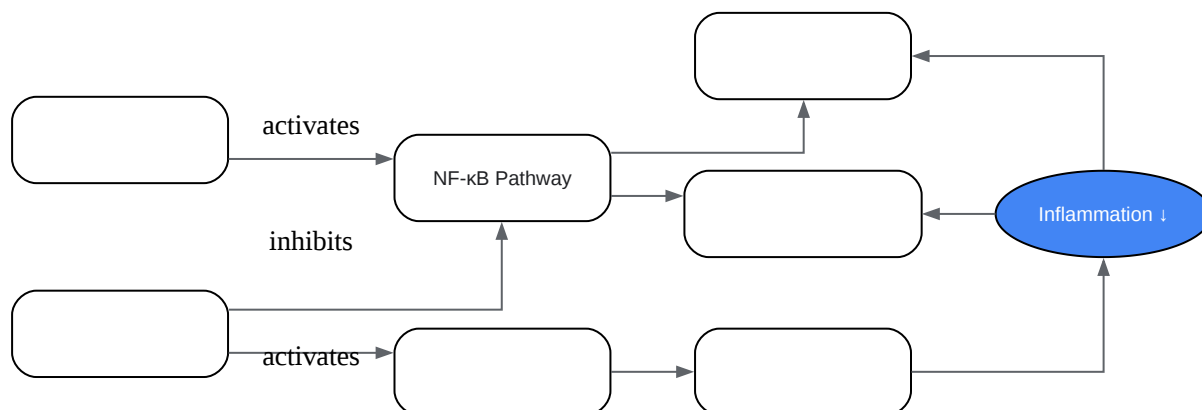 activates
NF-κB Pathway
Inflammation ↓
inhibits
activates